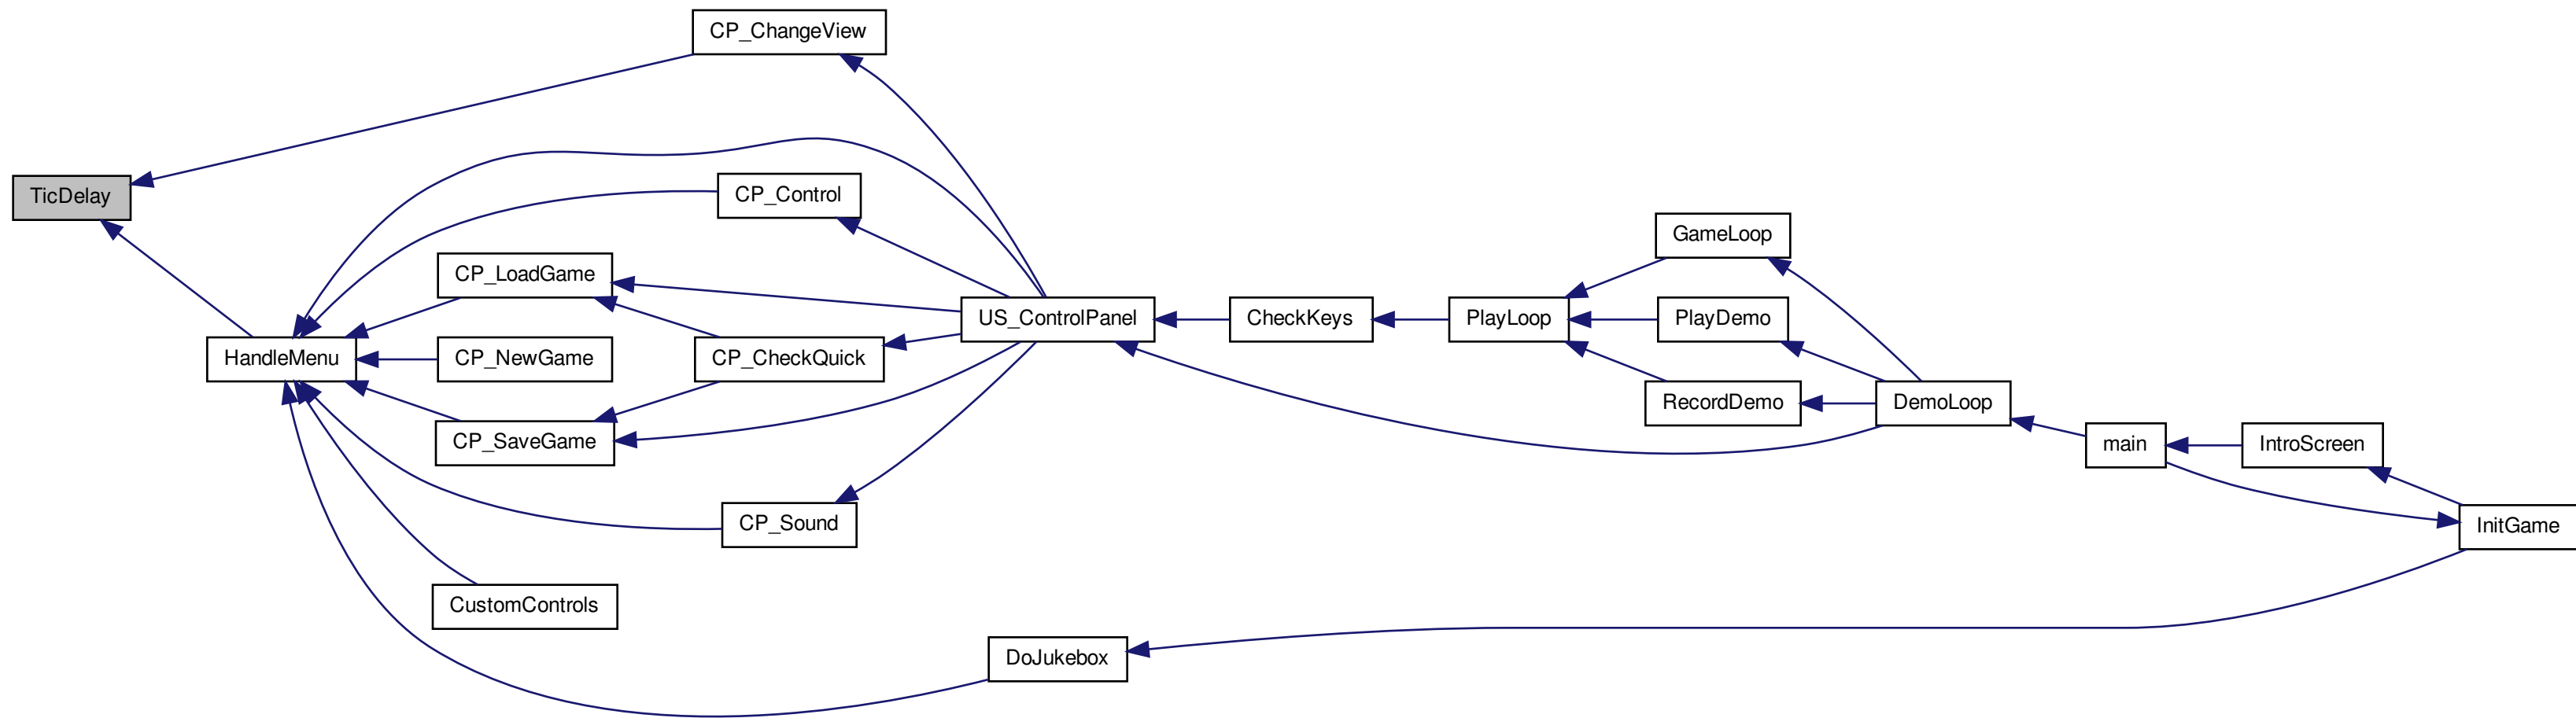 CP_ChangeView
TicDelay
CP_Control
GameLoop
CP_LoadGame
US_ControlPanel
CheckKeys
PlayLoop
PlayDemo
HandleMenu
CP_NewGame
CP_CheckQuick
RecordDemo
DemoLoop
CP_SaveGame
main
IntroScreen
CP_Sound
InitGame
CustomControls
DoJukebox